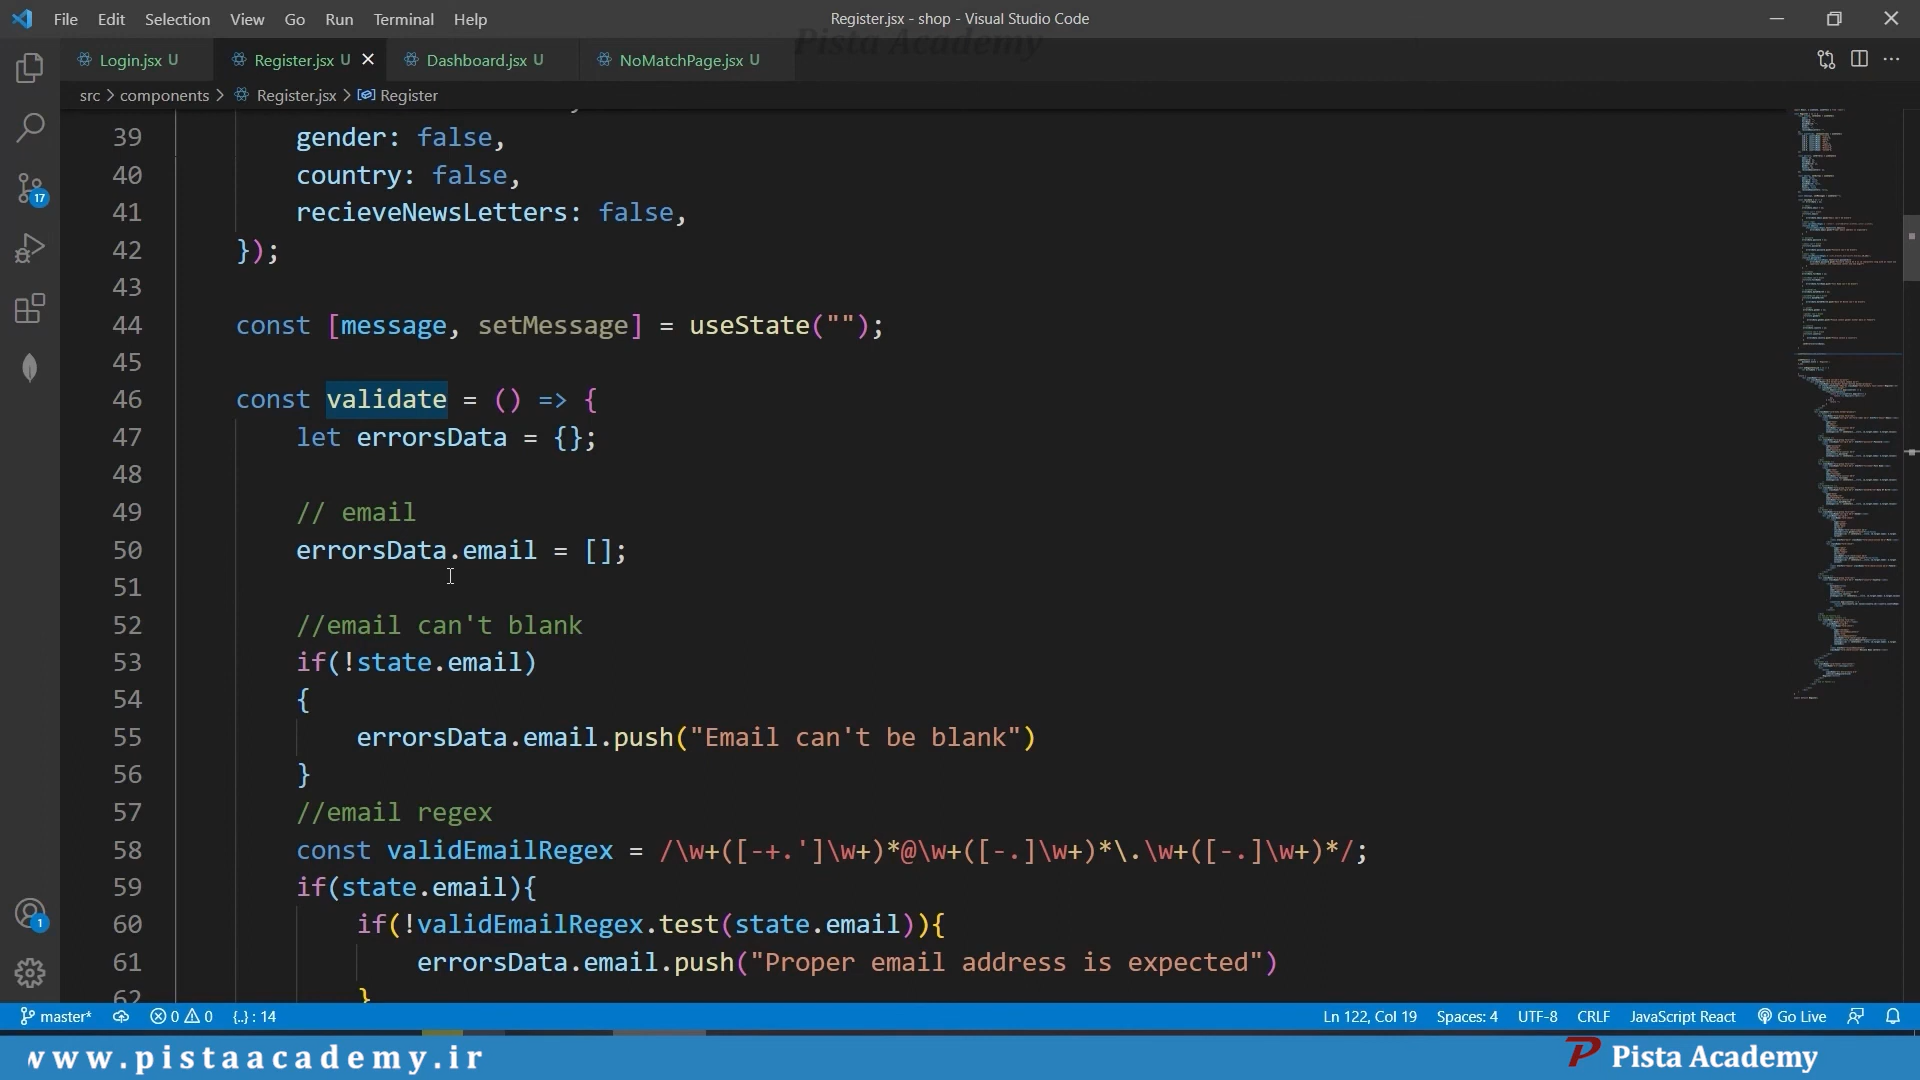 File Edit Selection View Go Run Terminal Help
Register.jsx - shop - Visual Studio Code
Pista Academy
Login.jsx U
Register.jsx U
Dashboard.jsx U
NoMatchPage.jsx U
src > components > Register.jsx > Register
39 gender: false,
40 country: false,
41 recieveNewsLetters: false,
42 });
43
44 const [message, setMessage] = useState("");
45
46 const validate = () => {
47 let errorsData = {};
48
49 // email
50 errorsData.email = [];
51
52 //email can't blank
53 if(!state.email)
54 {
55 errorsData.email.push("Email can't be blank")
56 }
57 //email regex
58 const validEmailRegex = /\w+([-+.']\w+)*@\w+([-.]\w+)*\.\w+([-.]\w+)*/;
59 if(state.email){
60 if(!validEmailRegex.test(state.email)){
61 errorsData.email.push("Proper email address is expected")
62 }
17
1
master* 0 0 {..} : 14 Ln 122, Col 19 Spaces: 4 UTF-8 CRLF JavaScript React Go Live
www.pistaacademy.ir
Pista Academy